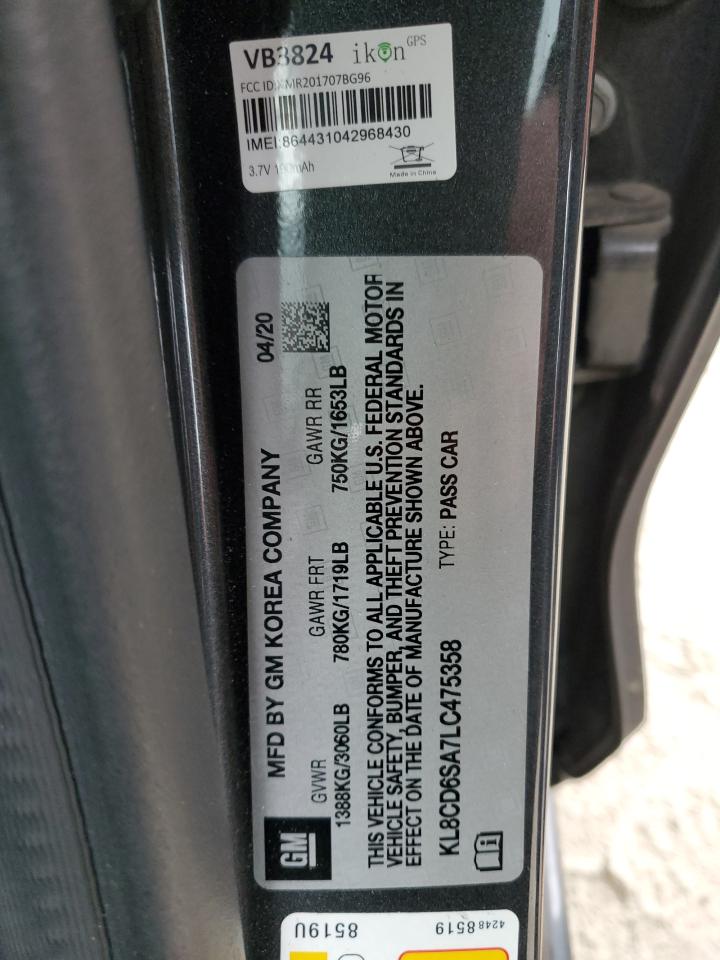 VB3824 ikon GPS
FCC ID:XMR201707BG96
IMEI:864431042968430
3.7V 190mAh
Made in China
MFD BY GM KOREA COMPANY 04/20
GVWR GAWR FRT GAWR RR
1388KG/3060LB 780KG/1719LB 750KG/1653LB
THIS VEHICLE CONFORMS TO ALL APPLICABLE U.S. FEDERAL MOTOR
VEHICLE SAFETY, BUMPER, AND THEFT PREVENTION STANDARDS IN
EFFECT ON THE DATE OF MANUFACTURE SHOWN ABOVE.
KL8CD6SA7LC475358 TYPE: PASS CAR
GM
8519U
42488519